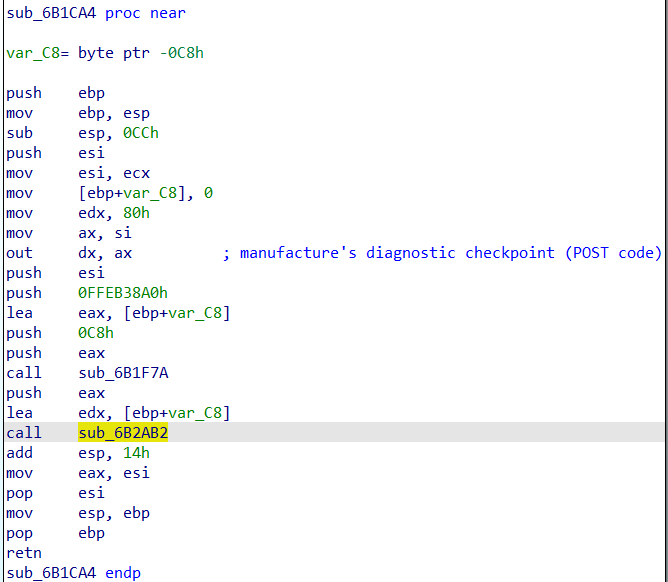 sub_6B1CA4 proc near
var_C8= byte ptr -0C8h
push ebp
mov ebp, esp
sub esp, 0CCh
push esi
mov esi, ecx
mov [ebp+var_C8], 0
mov edx, 80h
mov ax, si
out dx, ax ; manufacture's diagnostic checkpoint (POST code)
push esi
push 0FFEB38A0h
lea eax, [ebp+var_C8]
push 0C8h
push eax
call sub_6B1F7A
push eax
lea edx, [ebp+var_C8]
call sub_6B2AB2
add esp, 14h
mov eax, esi
pop esi
mov esp, ebp
pop ebp
retn
sub_6B1CA4 endp